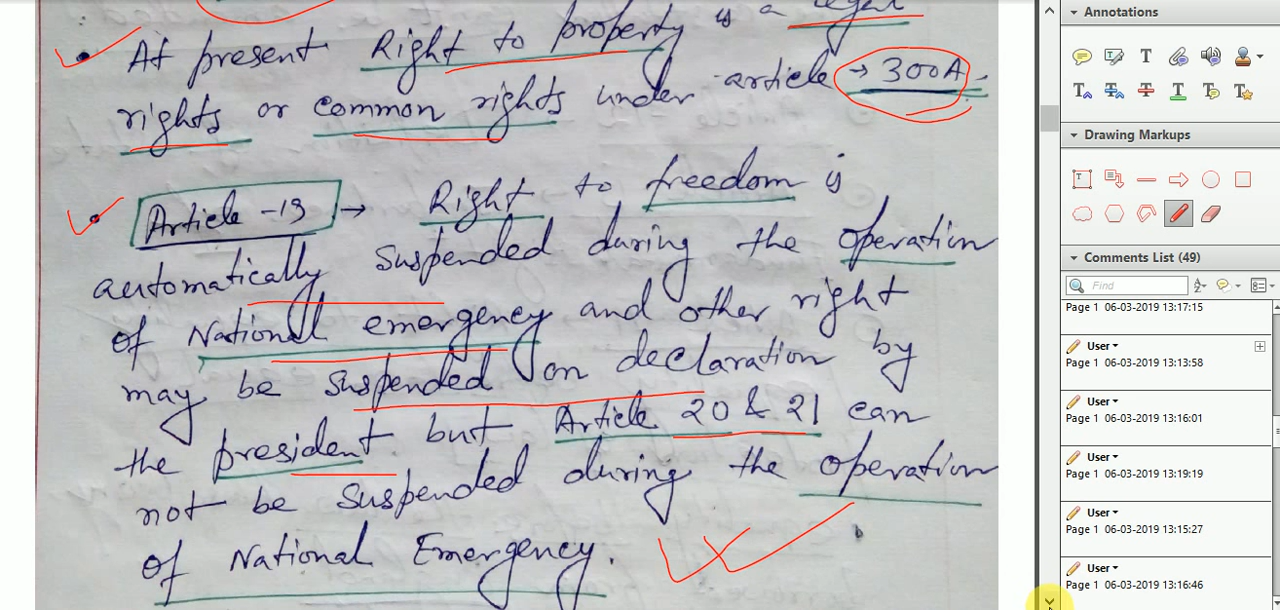 is a legal
• At present Right to property
rights or common rights under article → 300A.
• Article -19 → Right to freedom is
automatically suspended during the operation
of National emergency and other right
may be suspended on declaration by
the president but Article 20 & 21 can
not be suspended during the operation
of National Emergency.
Annotations
Drawing Markups
Comments List (49)
Find
Page 1 06-03-2019 13:17:15
User
Page 1 06-03-2019 13:13:58
User
Page 1 06-03-2019 13:16:01
User
Page 1 06-03-2019 13:19:19
User
Page 1 06-03-2019 13:15:27
User
Page 1 06-03-2019 13:16:46